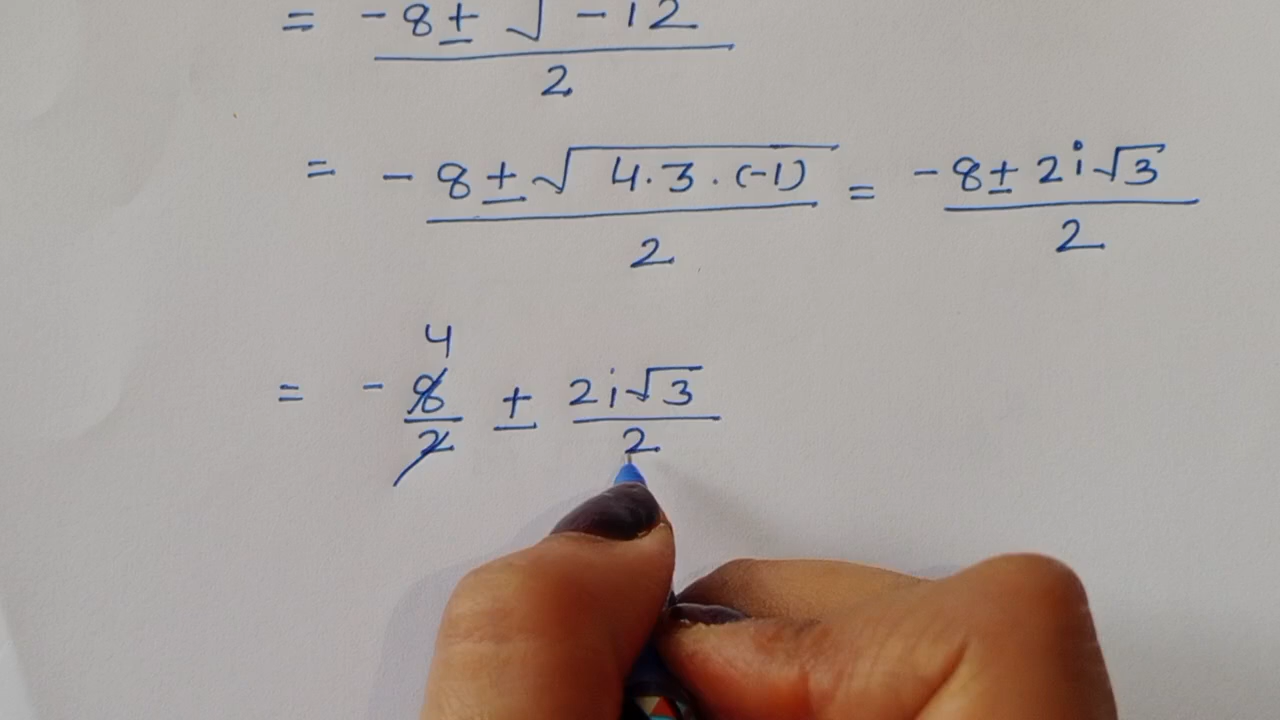 = -8 ± √-12 / 2
= -8 ± √4·3·(-1) / 2 = -8 ± 2i√3 / 2
4
= -8/2 ± 2i√3/2